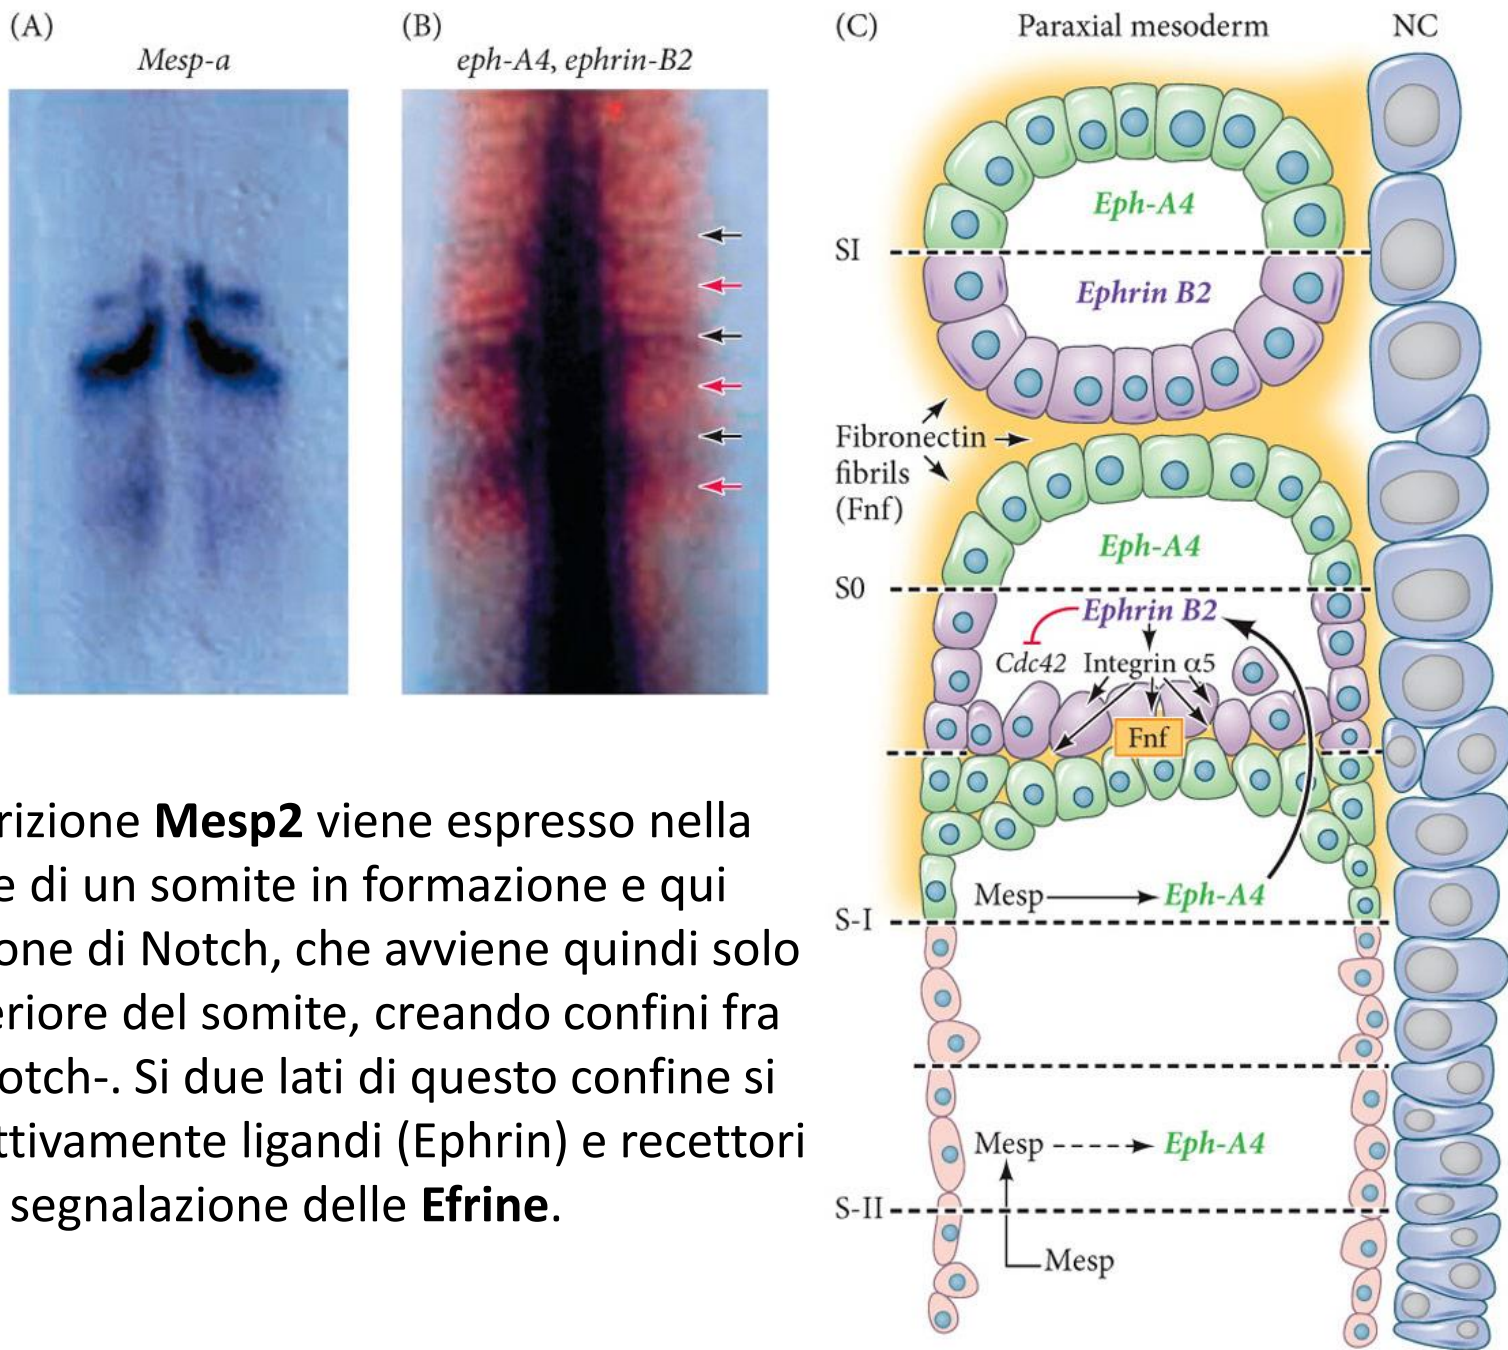 (A)
Mesp-a
(B)
eph-A4, ephrin-B2
(C)
Paraxial mesoderm
NC
Eph-A4
SI
Ephrin B2
Fibronectin
fibrils
(Fnf)
Eph-A4
S0
Ephrin B2
Cdc42
Integrin α5
Fnf
Mesp
Eph-A4
S-I
Mesp
Eph-A4
S-II
Mesp
rizione Mesp2 viene espresso nella
e di un somite in formazione e qui
one di Notch, che avviene quindi solo
eriore del somite, creando confini fra
otch-. Si due lati di questo confine si
ttivamente ligandi (Ephrin) e recettori
segnalazione delle Efrine.